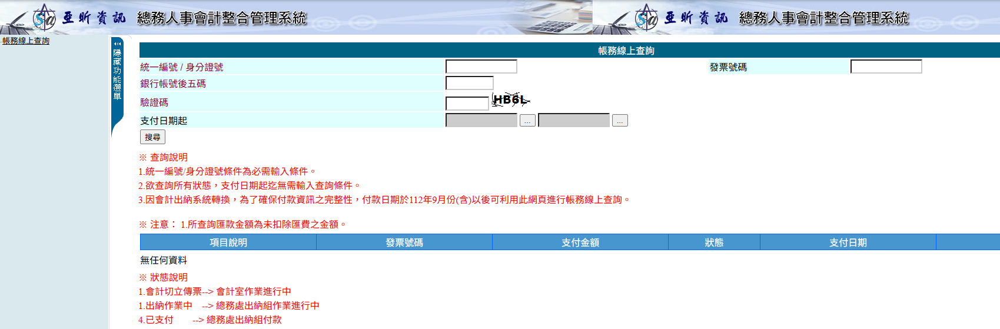 Sa 亞昕資訊 總務人事會計整合管理系統 Sa 亞昕資訊 總務人事會計整合管理系統
帳務線上查詢
隱藏功能選單
帳務線上查詢
統一編號 / 身分證號 發票號碼
銀行帳號後五碼
驗證碼 HB6L
支付日期起 ... ...
搜尋
※ 查詢說明
1.統一編號/身分證號條件為必需輸入條件。
2.欲查詢所有狀態，支付日期起迄無需輸入查詢條件。
3.因會計出納系統轉換，為了確保付款資訊之完整性，付款日期於112年9月份(含)以後可利用此網頁進行帳務線上查詢。
※ 注意： 1.所查詢匯款金額為未扣除匯費之金額。
項目說明 發票號碼 支付金額 狀態 支付日期
無任何資料
※ 狀態說明
1.會計切立傳票--> 會計室作業進行中
1.出納作業中 --> 總務處出納組作業進行中
4.已支付 --> 總務處出納組付款